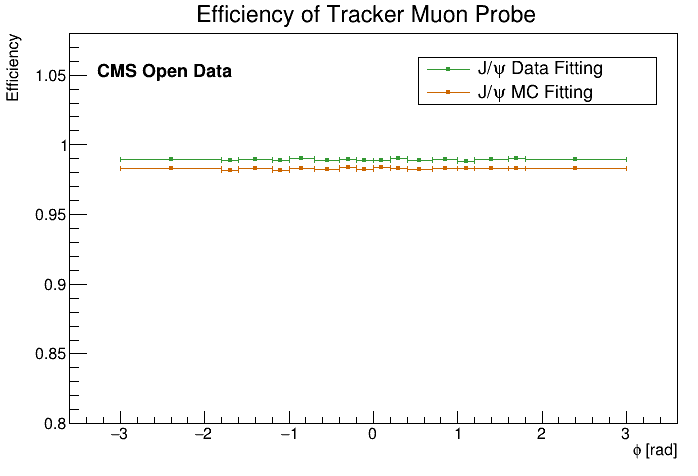 Efficiency of Tracker Muon Probe
Efficiency
CMS Open Data
J/ψ Data Fitting
J/ψ MC Fitting
1.05
1
0.95
0.9
0.85
0.8
−3 −2 −1 0 1 2 3
ϕ [rad]